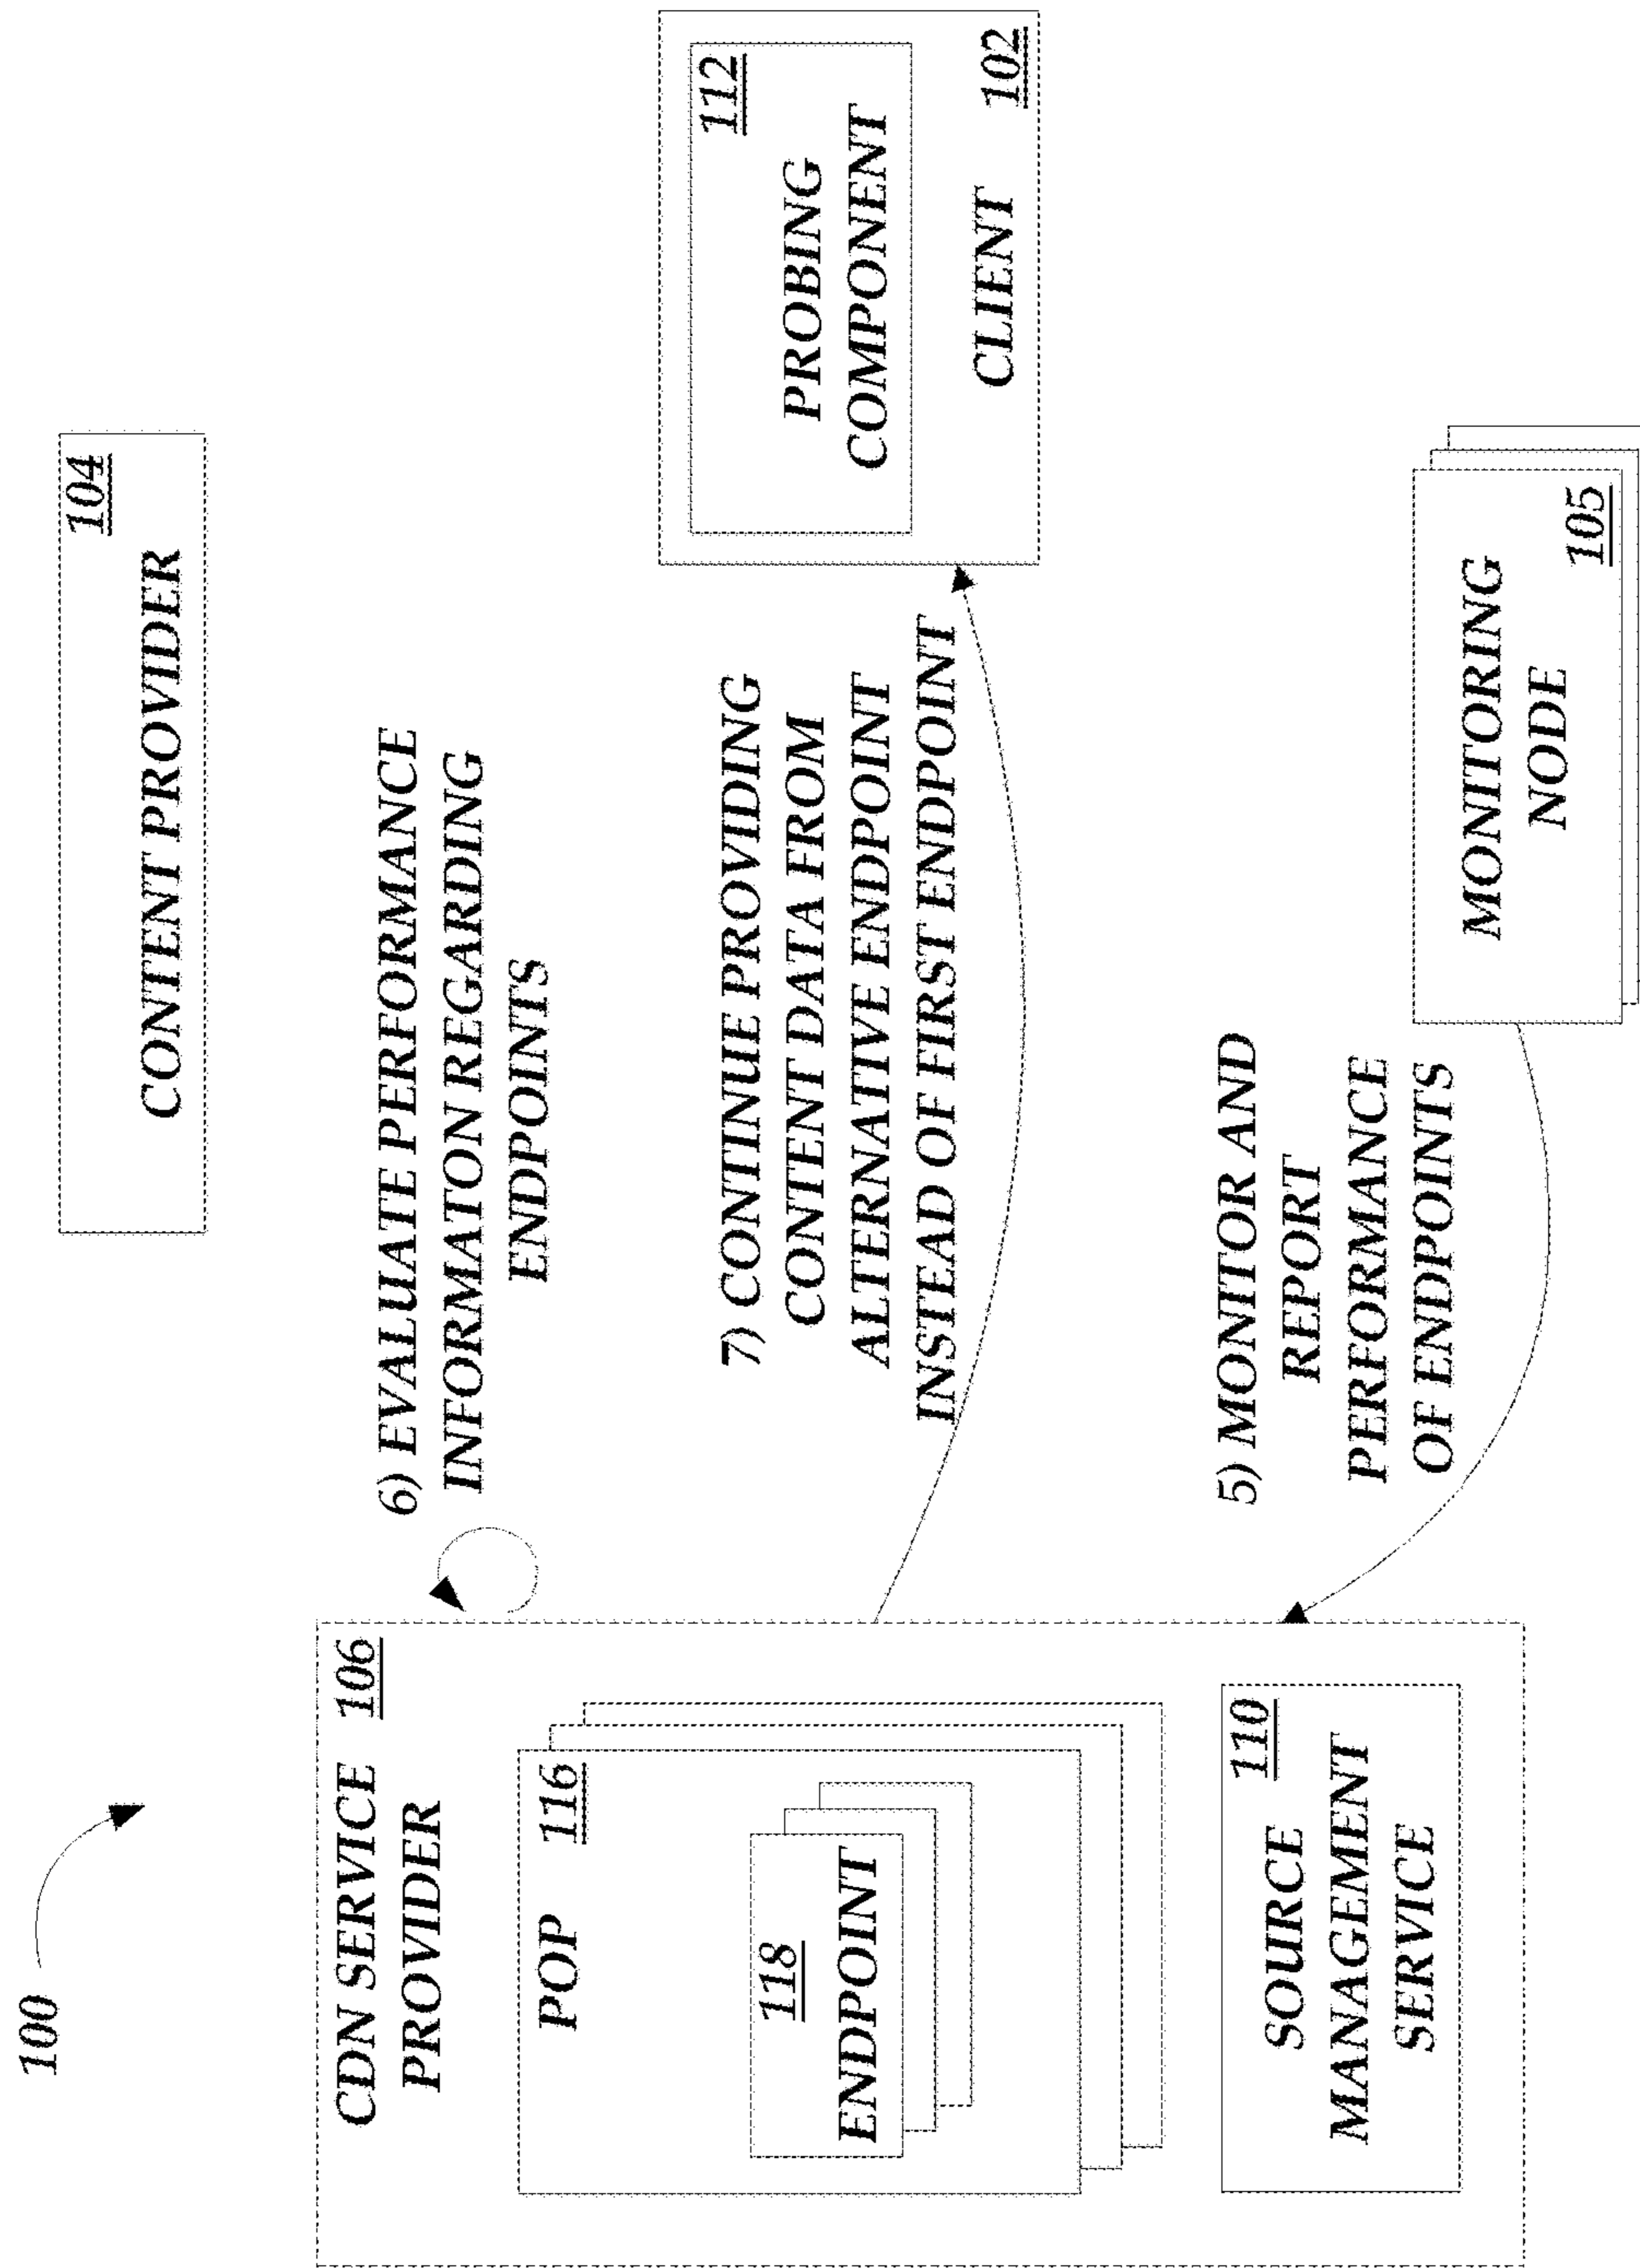 100
CDN SERVICE 106
PROVIDER
POP 116
118
ENDPOINT
110
SOURCE
MANAGEMENT
SERVICE
104
CONTENT PROVIDER
6) EVALUATE PERFORMANCE
INFORMATON REGARDING
ENDPOINTS
7) CONTINUE PROVIDING
CONTENT DATA FROM
ALTERNATIVE ENDPOINT
INSTEAD OF FIRST ENDPOINT
5) MONITOR AND
REPORT
PERFORMANCE
OF ENDPOINTS
112
PROBING
COMPONENT
CLIENT 102
MONITORING
NODE
105